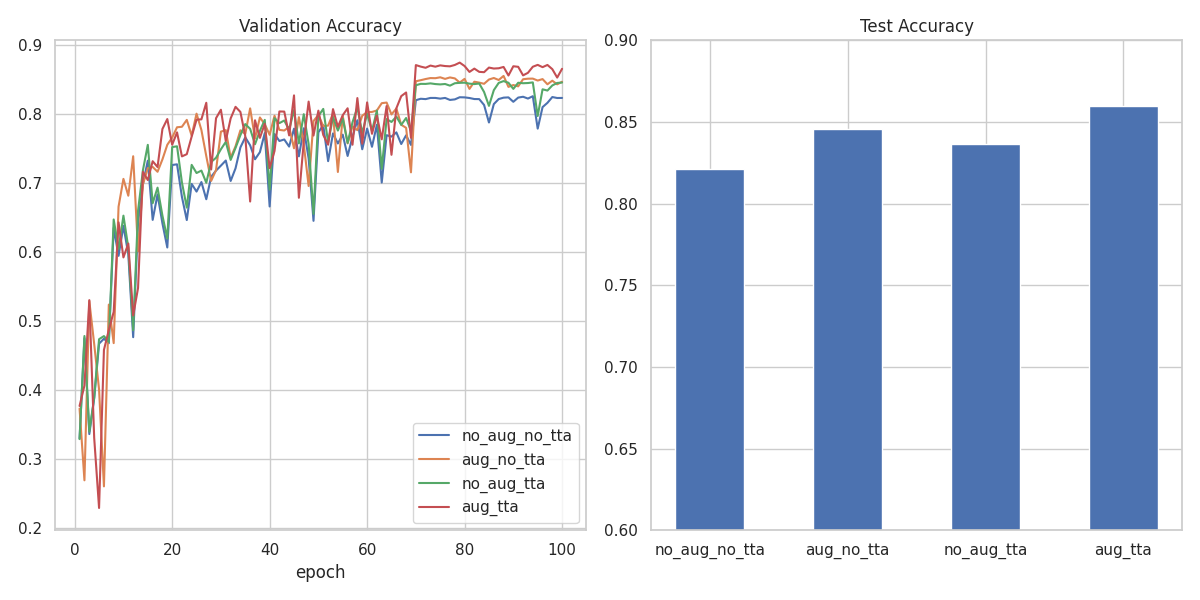 Validation Accuracy
0.9
0.8
0.7
0.6
0.5
0.4
0.3
0.2
0 20 40 60 80 100
epoch
no_aug_no_tta
aug_no_tta
no_aug_tta
aug_tta
Test Accuracy
0.90
0.85
0.80
0.75
0.70
0.65
0.60
no_aug_no_tta aug_no_tta no_aug_tta aug_tta